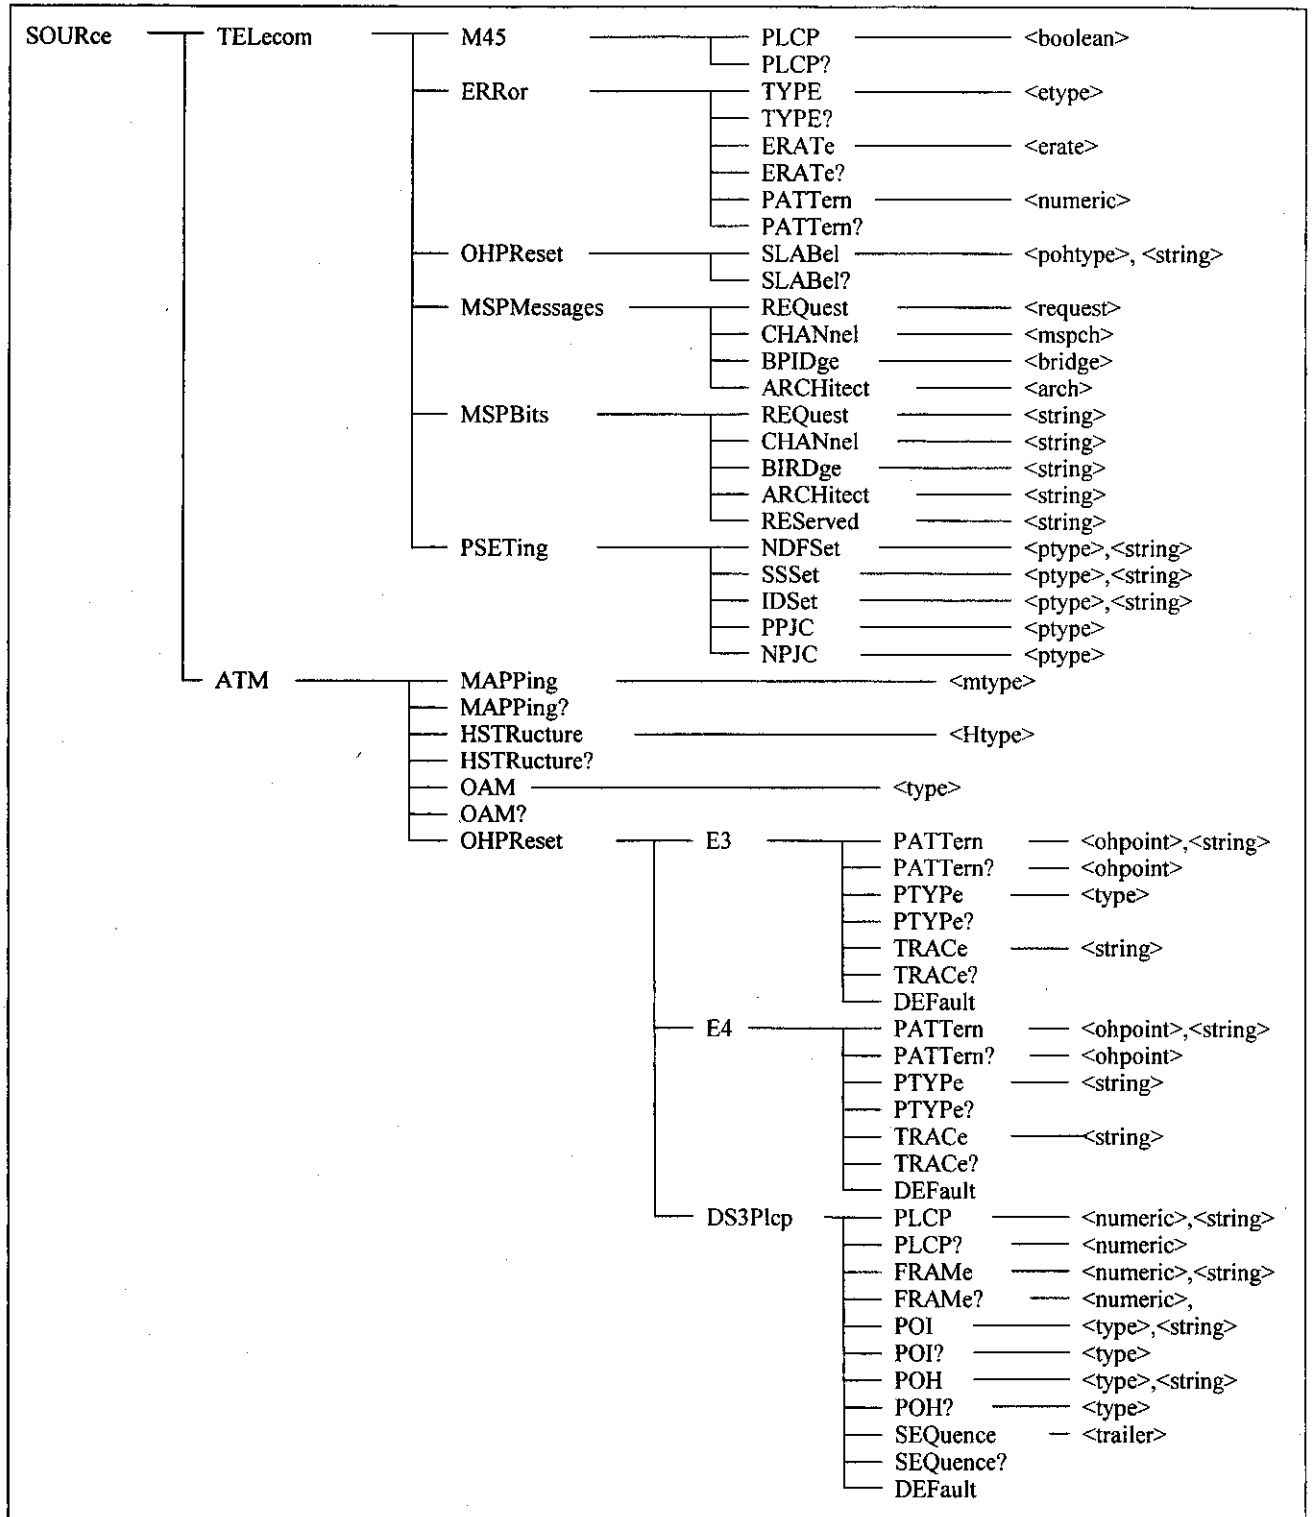 SOURce TELecom M45 PLCP <boolean>
PLCP?
ERRor TYPE <etype>
TYPE?
ERATe <erate>
ERATe?
PATTern <numeric>
PATTern?
OHPReset SLABel <pohtype>, <string>
SLABel?
MSPMessages REQuest <request>
CHANnel <mspch>
BPIDge <bridge>
ARCHitect <arch>
MSPBits REQuest <string>
CHANnel <string>
BIRDge <string>
ARCHitect <string>
REServed <string>
PSETing NDFSet <ptype>,<string>
SSSet <ptype>,<string>
IDSet <ptype>,<string>
PPJC <ptype>
NPJC <ptype>
ATM MAPPing <mtype>
MAPPing?
HSTRucture <Htype>
HSTRucture?
OAM <type>
OAM?
OHPReset E3 PATTern <ohpoint>,<string>
PATTern? <ohpoint>
PTYPe <type>
PTYPe?
TRACe <string>
TRACe?
DEFault
E4 PATTern <ohpoint>,<string>
PATTern? <ohpoint>
PTYPe <string>
PTYPe?
TRACe <string>
TRACe?
DEFault
DS3Plcp PLCP <numeric>,<string>
PLCP? <numeric>
FRAMe <numeric>,<string>
FRAMe? <numeric>,
POI <type>,<string>
POI? <type>
POH <type>,<string>
POH? <type>
SEQuence <trailer>
SEQuence?
DEFault